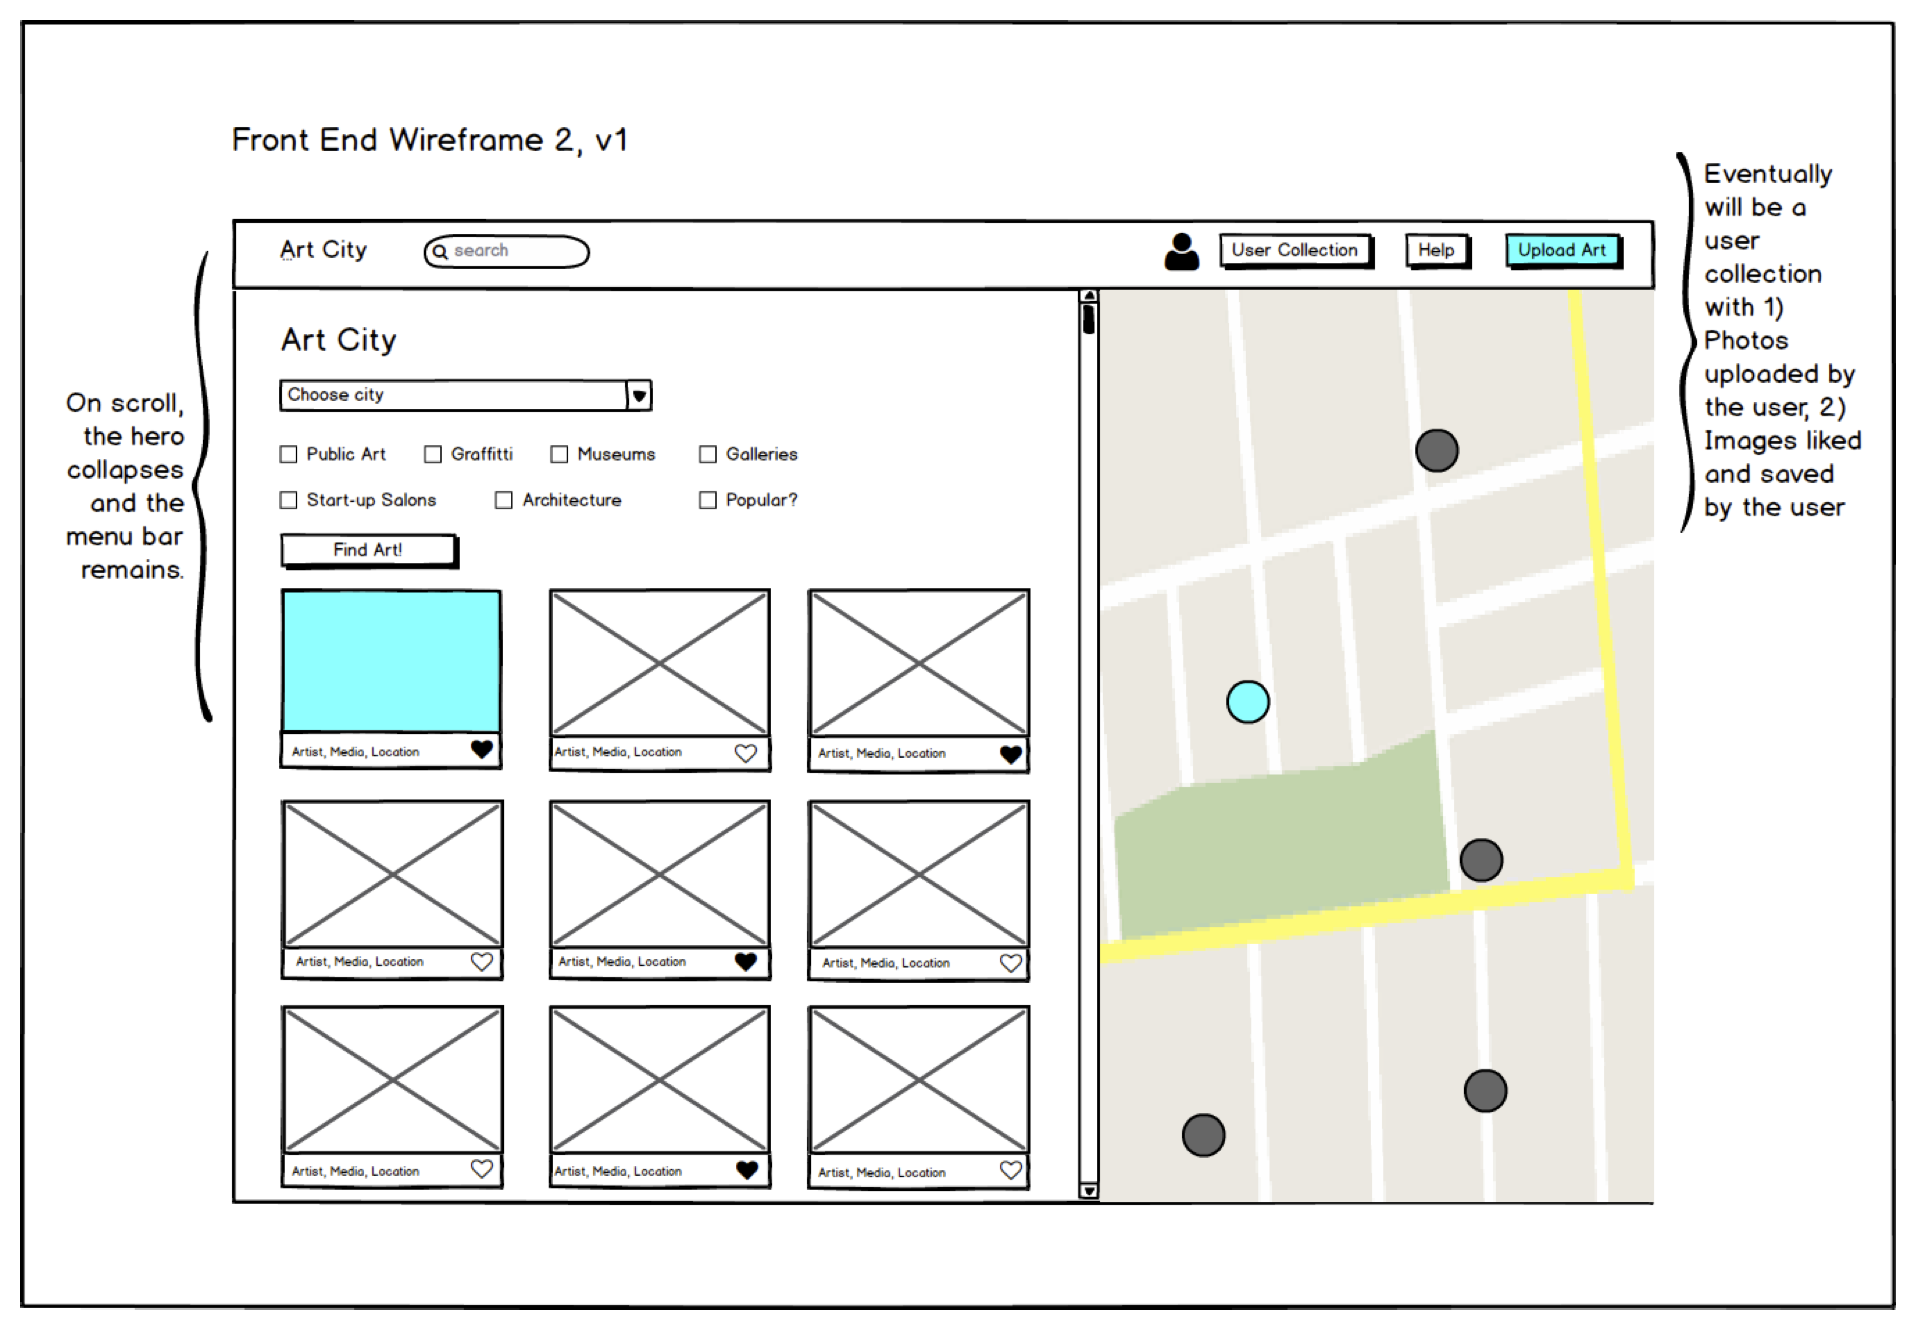 Front End Wireframe 2, v1
Art City
search
User Collection
Help
Upload Art
Eventually
will be a
user
collection
with 1)
Photos
uploaded by
the user, 2)
Images liked
and saved
by the user
On scroll,
the hero
collapses
and the
menu bar
remains.
Art City
Choose city
Public Art
Graffitti
Museums
Galleries
Start-up Salons
Architecture
Popular?
Find Art!
Artist, Media, Location
Artist, Media, Location
Artist, Media, Location
Artist, Media, Location
Artist, Media, Location
Artist, Media, Location
Artist, Media, Location
Artist, Media, Location
Artist, Media, Location